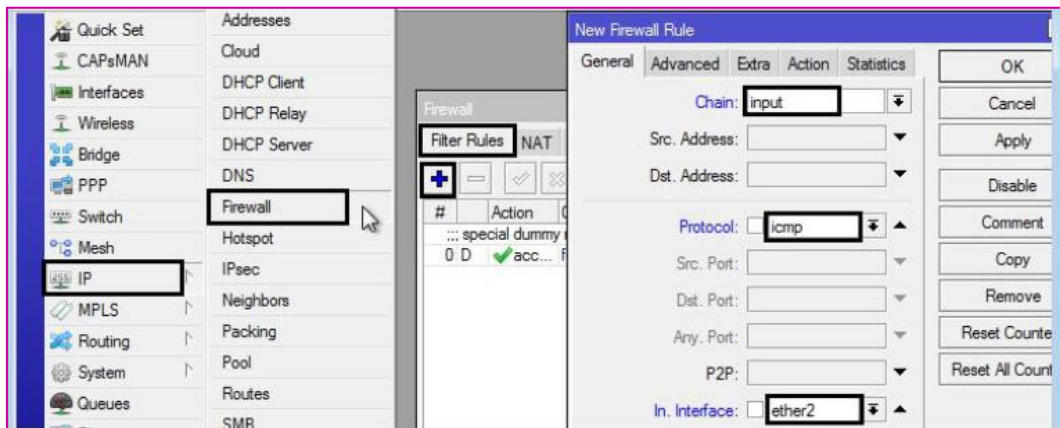 Quick Set
CAPsMAN
Interfaces
Wireless
Bridge
PPP
Switch
Mesh
IP
MPLS
Routing
System
Queues
Addresses
Cloud
DHCP Client
DHCP Relay
DHCP Server
DNS
Firewall
Hotspot
IPsec
Neighbors
Packing
Pool
Routes
SMB
Firewall
Filter Rules NAT
# Action
::: special dummy
0 D acc...
New Firewall Rule
General Advanced Extra Action Statistics
Chain: input
Src. Address:
Dst. Address:
Protocol: icmp
Src. Port:
Dst. Port:
Any. Port:
P2P:
In. Interface: ether2
OK
Cancel
Apply
Disable
Comment
Copy
Remove
Reset Counte
Reset All Count